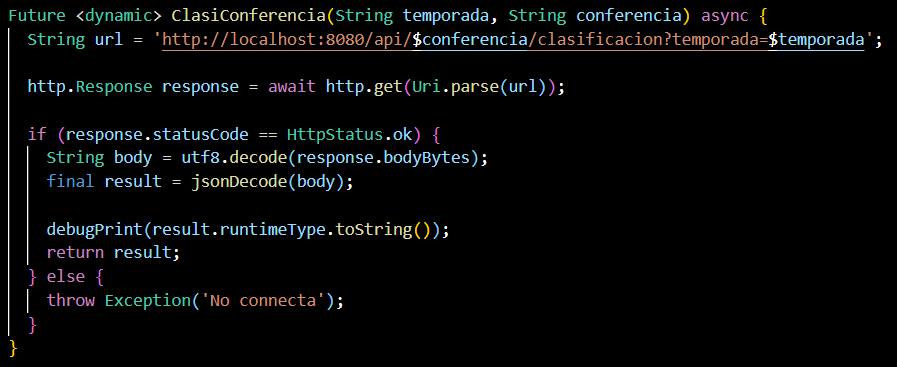 Future <dynamic> ClasiConferencia(String temporada, String conferencia) async {
String url = 'http://localhost:8080/api/$conferencia/clasificacion?temporada=$temporada';
http.Response response = await http.get(Uri.parse(url));
if (response.statusCode == HttpStatus.ok) {
String body = utf8.decode(response.bodyBytes);
final result = jsonDecode(body);
debugPrint(result.runtimeType.toString());
return result;
} else {
throw Exception('No connecta');
}
}